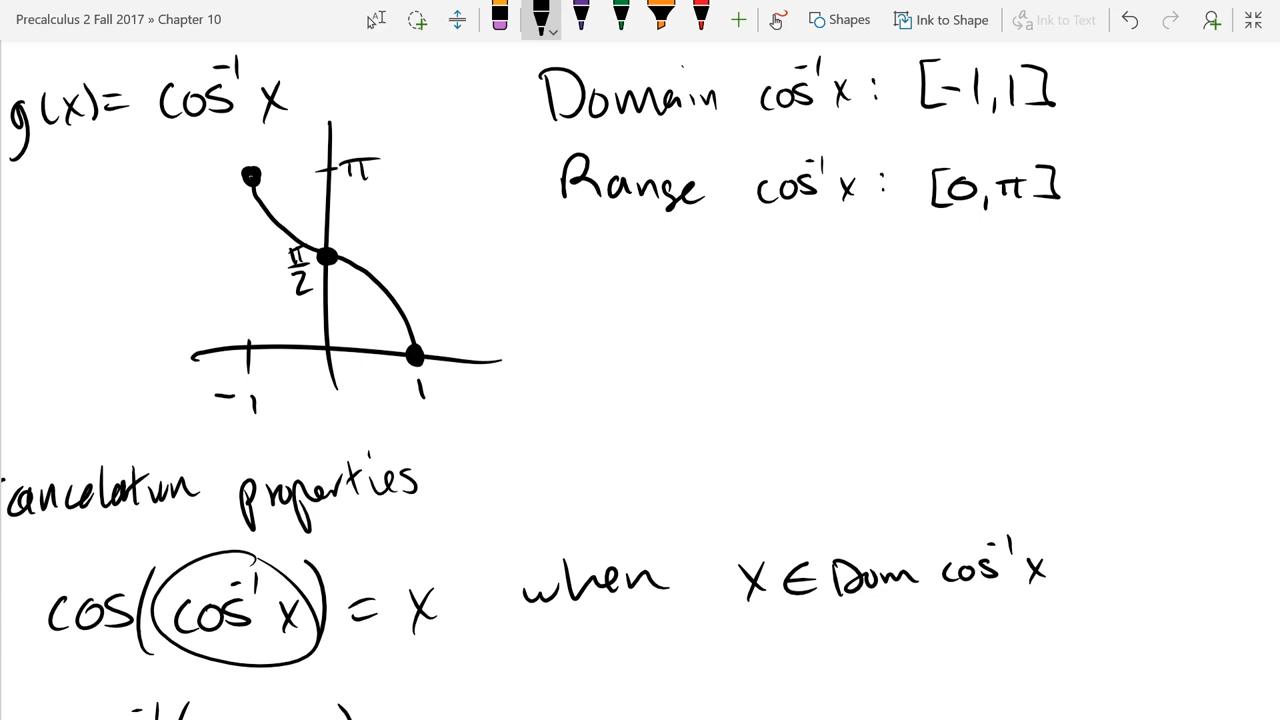 Precalculus 2 Fall 2017 » Chapter 10
Shapes
Ink to Shape
Ink to Text
g(x) = cos⁻¹ x
Domain cos⁻¹ x : [-1, 1]
Range cos⁻¹ x : [0, π]
π
π/2
-1
1
cancelation properties
cos(cos⁻¹ x) = x when x ∈ Dom cos⁻¹ x